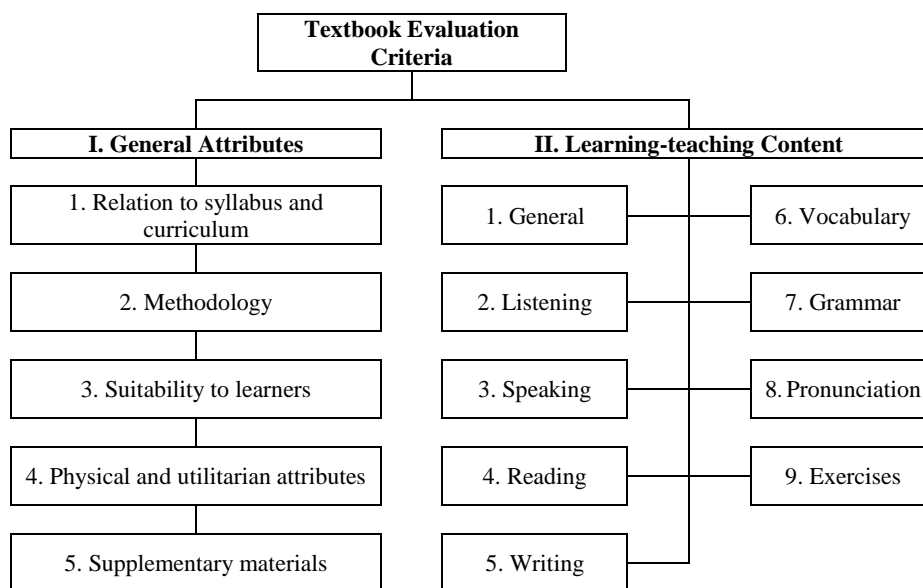 Textbook Evaluation
Criteria
I. General Attributes
1. Relation to syllabus and
curriculum
2. Methodology
3. Suitability to learners
4. Physical and utilitarian attributes
5. Supplementary materials
II. Learning-teaching Content
1. General
2. Listening
3. Speaking
4. Reading
5. Writing
6. Vocabulary
7. Grammar
8. Pronunciation
9. Exercises